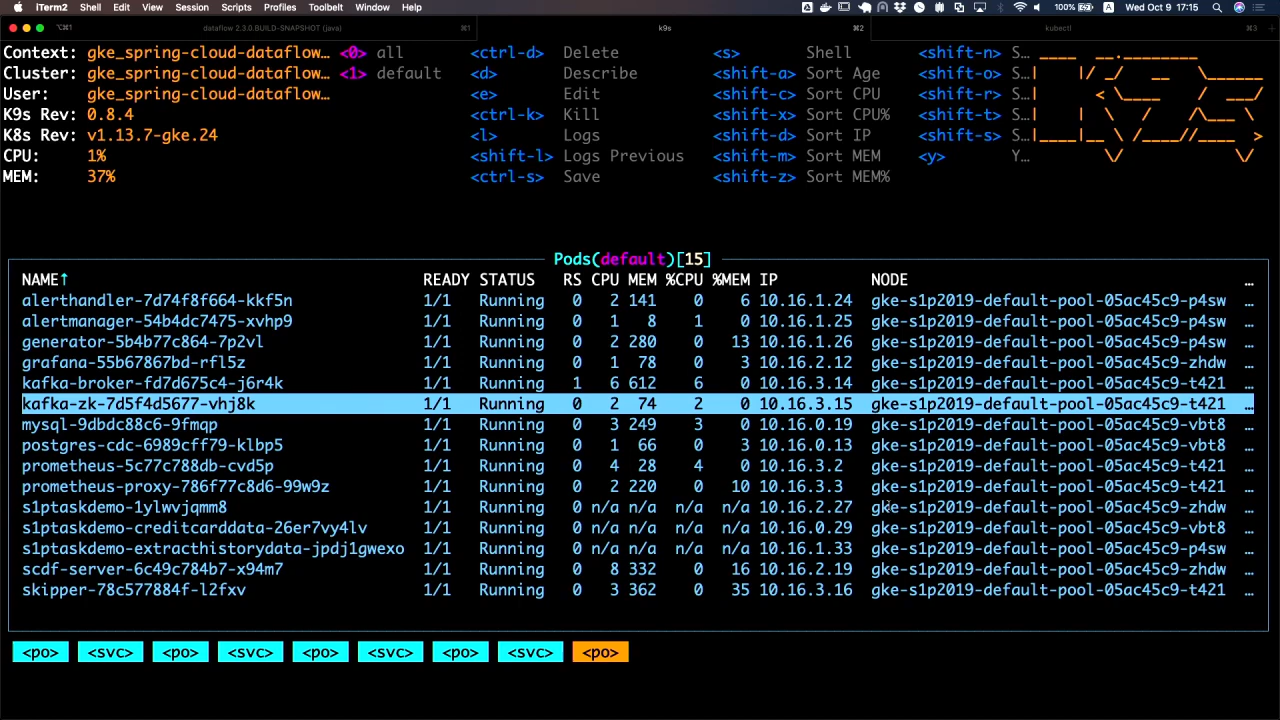 iTerm2 Shell Edit View Session Scripts Profiles Toolbelt Window Help 100% Wed Oct 9 17:15
⌥⌘1 dataflow 2.3.0.BUILD-SNAPSHOT (java) ⌘1 k9s ⌘2 kubectl ⌘3
Context: gke_spring-cloud-dataflow… <0> all <ctrl-d> Delete <s> Shell <shift-n> S…
Cluster: gke_spring-cloud-dataflow… <1> default <d> Describe <shift-a> Sort Age <shift-o> S…
User: gke_spring-cloud-dataflow… <e> Edit <shift-c> Sort CPU <shift-r> S…
K9s Rev: 0.8.4 <ctrl-k> Kill <shift-x> Sort CPU% <shift-t> S…
K8s Rev: v1.13.7-gke.24 <l> Logs <shift-d> Sort IP <shift-s> S…
CPU: 1% <shift-l> Logs Previous <shift-m> Sort MEM <y> Y…
MEM: 37% <ctrl-s> Save <shift-z> Sort MEM%
Pods(default)[15]
NAME↑ READY STATUS RS CPU MEM %CPU %MEM IP NODE …
alerthandler-7d74f8f664-kkf5n 1/1 Running 0 2 141 0 6 10.16.1.24 gke-s1p2019-default-pool-05ac45c9-p4sw …
alertmanager-54b4dc7475-xvhp9 1/1 Running 0 1 8 1 0 10.16.1.25 gke-s1p2019-default-pool-05ac45c9-p4sw …
generator-5b4b77c864-7p2vl 1/1 Running 0 2 280 0 13 10.16.1.26 gke-s1p2019-default-pool-05ac45c9-p4sw …
grafana-55b67867bd-rfl5z 1/1 Running 0 1 78 0 3 10.16.2.12 gke-s1p2019-default-pool-05ac45c9-zhdw …
kafka-broker-fd7d675c4-j6r4k 1/1 Running 1 6 612 6 0 10.16.3.14 gke-s1p2019-default-pool-05ac45c9-t421 …
kafka-zk-7d5f4d5677-vhj8k 1/1 Running 0 2 74 2 0 10.16.3.15 gke-s1p2019-default-pool-05ac45c9-t421 …
mysql-9dbdc88c6-9fmqp 1/1 Running 0 3 249 3 0 10.16.0.19 gke-s1p2019-default-pool-05ac45c9-vbt8 …
postgres-cdc-6989cff79-klbp5 1/1 Running 0 1 66 0 3 10.16.0.13 gke-s1p2019-default-pool-05ac45c9-vbt8 …
prometheus-5c77c788db-cvd5p 1/1 Running 0 4 28 4 0 10.16.3.2 gke-s1p2019-default-pool-05ac45c9-t421 …
prometheus-proxy-786f77c8d6-99w9z 1/1 Running 0 2 220 0 10 10.16.3.3 gke-s1p2019-default-pool-05ac45c9-t421 …
s1ptaskdemo-1ylwvjqmm8 1/1 Running 0 n/a n/a n/a n/a 10.16.2.27 gke-s1p2019-default-pool-05ac45c9-zhdw …
s1ptaskdemo-creditcarddata-26er7vy4lv 1/1 Running 0 n/a n/a n/a n/a 10.16.0.29 gke-s1p2019-default-pool-05ac45c9-vbt8 …
s1ptaskdemo-extracthistorydata-jpdj1gwexo 1/1 Running 0 n/a n/a n/a n/a 10.16.1.33 gke-s1p2019-default-pool-05ac45c9-p4sw …
scdf-server-6c49c784b7-x94m7 1/1 Running 0 8 332 0 16 10.16.2.19 gke-s1p2019-default-pool-05ac45c9-zhdw …
skipper-78c577884f-l2fxv 1/1 Running 0 3 362 0 35 10.16.3.16 gke-s1p2019-default-pool-05ac45c9-t421 …
<po> <svc> <po> <svc> <po> <svc> <po> <svc> <po>